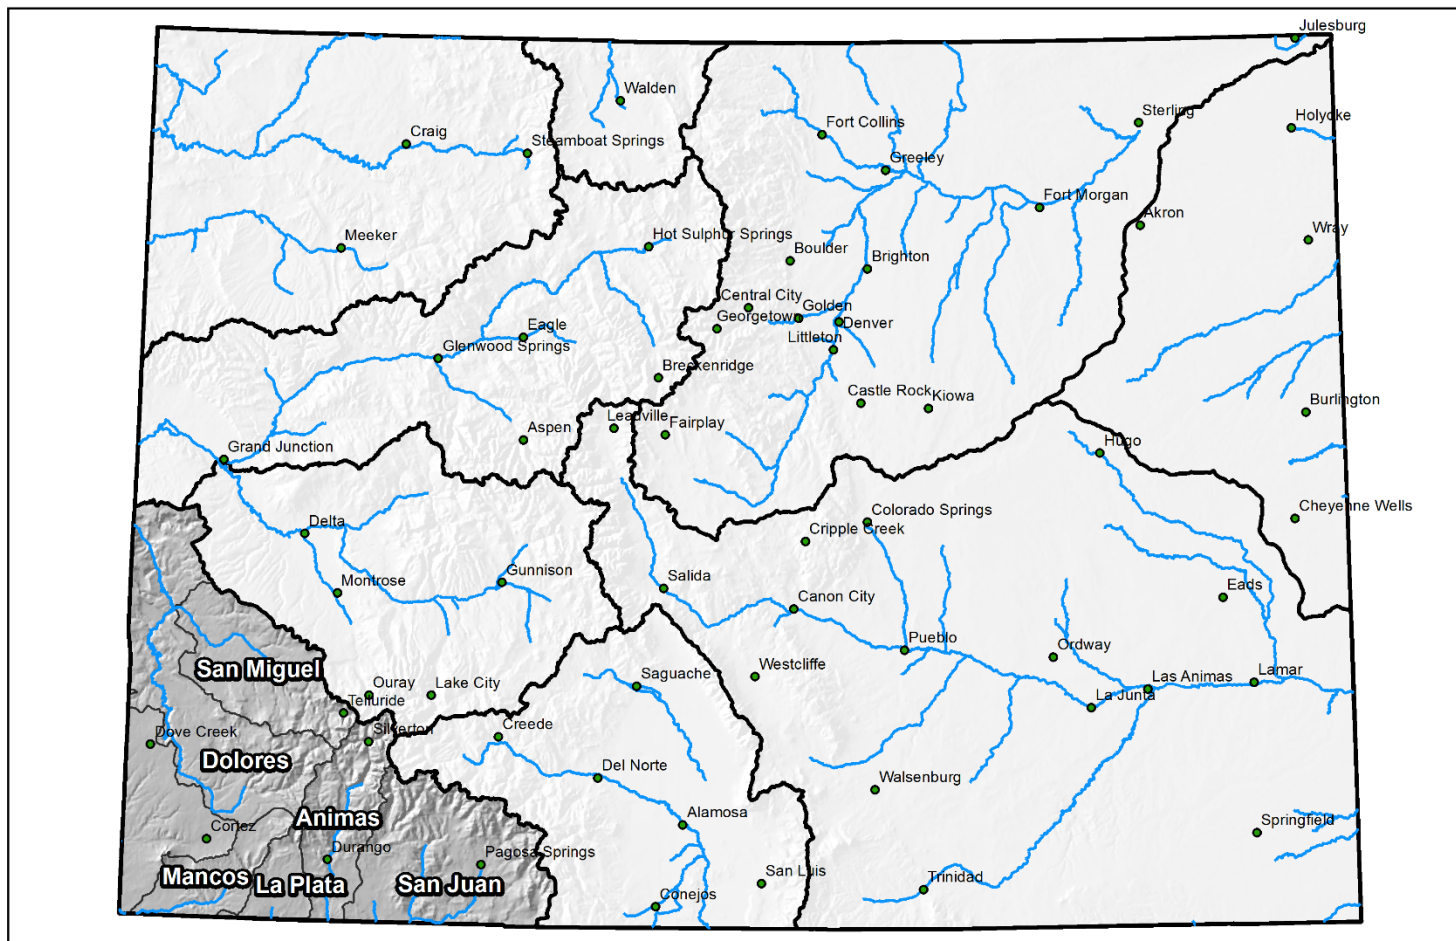 Julesburg
Walden
Holyoke
Sterling
Fort Collins
Craig
Steamboat Springs
Greeley
Fort Morgan
Akron
Wray
Meeker
Hot Sulphur Springs
Boulder
Brighton
Central City
Golden
Georgetown
Denver
Eagle
Littleton
Glenwood Springs
Breckenridge
Castle Rock
Kiowa
Burlington
Leadville
Fairplay
Aspen
Hugo
Grand Junction
Cheyenne Wells
Colorado Springs
Delta
Cripple Creek
Gunnison
Montrose
Salida
Eads
Canon City
Pueblo
Ordway
San Miguel
Westcliffe
Saguache
Lamar
Las Animas
Ouray
Lake City
La Junta
Telluride
Creede
Silverton
Dove Creek
Dolores
Del Norte
Walsenburg
Alamosa
Animas
Springfield
Cortez
Durango
Pagosa Springs
San Luis
Mancos
La Plata
San Juan
Trinidad
Conejos